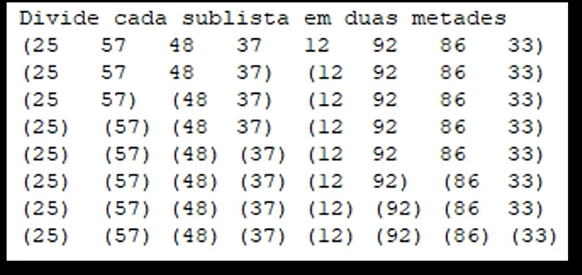 Divide cada sublista em duas metades
(25 57 48 37 12 92 86 33)
(25 57 48 37) (12 92 86 33)
(25 57) (48 37) (12 92 86 33)
(25) (57) (48 37) (12 92 86 33)
(25) (57) (48) (37) (12 92 86 33)
(25) (57) (48) (37) (12 92) (86 33)
(25) (57) (48) (37) (12) (92) (86 33)
(25) (57) (48) (37) (12) (92) (86) (33)